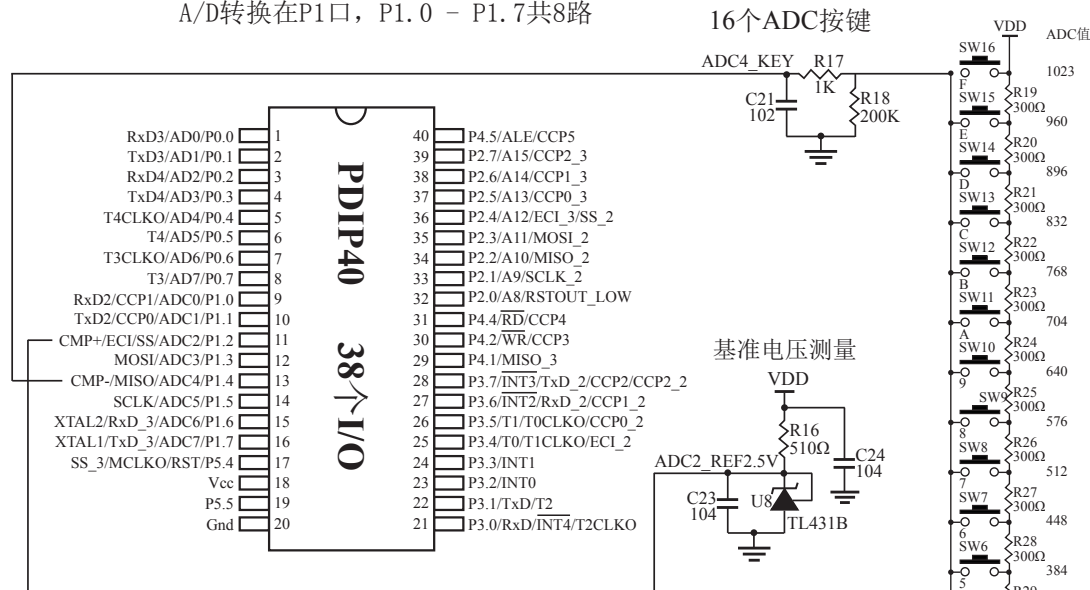 A/D转换在P1口，P1.0 - P1.7共8路
16个ADC按键
VDD
ADC值
ADC4_KEY
R17
1K
C21
102
R18
200K
SW16
1023
F
R19
300Ω
SW15
960
E
R20
300Ω
SW14
896
D
R21
300Ω
SW13
832
C
R22
300Ω
SW12
768
B
R23
300Ω
SW11
704
A
R24
300Ω
SW10
640
9
R25
300Ω
SW9
576
8
R26
300Ω
SW8
512
7
R27
300Ω
SW7
448
6
R28
300Ω
SW6
384
5
R29
PDIP40 38个I/O
RxD3/AD0/P0.0 1
TxD3/AD1/P0.1 2
RxD4/AD2/P0.2 3
TxD4/AD3/P0.3 4
T4CLKO/AD4/P0.4 5
T4/AD5/P0.5 6
T3CLKO/AD6/P0.6 7
T3/AD7/P0.7 8
RxD2/CCP1/ADC0/P1.0 9
TxD2/CCP0/ADC1/P1.1 10
CMP+/ECI/SS/ADC2/P1.2 11
MOSI/ADC3/P1.3 12
CMP-/MISO/ADC4/P1.4 13
SCLK/ADC5/P1.5 14
XTAL2/RxD_3/ADC6/P1.6 15
XTAL1/TxD_3/ADC7/P1.7 16
SS_3/MCLKO/RST/P5.4 17
Vcc 18
P5.5 19
Gnd 20
40 P4.5/ALE/CCP5
39 P2.7/A15/CCP2_3
38 P2.6/A14/CCP1_3
37 P2.5/A13/CCP0_3
36 P2.4/A12/ECI_3/SS_2
35 P2.3/A11/MOSI_2
34 P2.2/A10/MISO_2
33 P2.1/A9/SCLK_2
32 P2.0/A8/RSTOUT_LOW
31 P4.4/RD/CCP4
30 P4.2/WR/CCP3
29 P4.1/MISO_3
28 P3.7/INT3/TxD_2/CCP2/CCP2_2
27 P3.6/INT2/RxD_2/CCP1_2
26 P3.5/T1/T0CLKO/CCP0_2
25 P3.4/T0/T1CLKO/ECI_2
24 P3.3/INT1
23 P3.2/INT0
22 P3.1/TxD/T2
21 P3.0/RxD/INT4/T2CLKO
基准电压测量
VDD
R16
510Ω
C24
104
ADC2_REF2.5V
C23
104
U8
TL431B